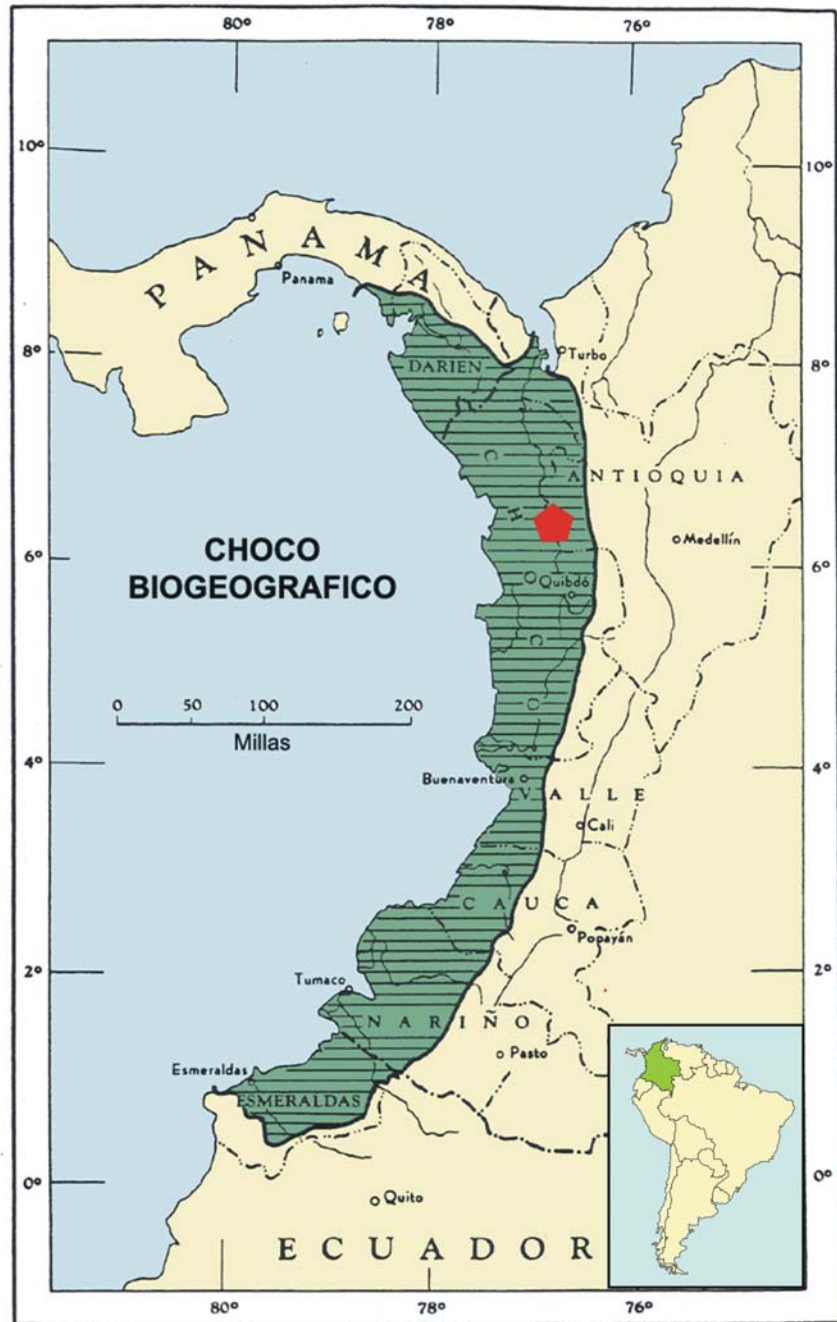 80°
78°
76°
10°
10°
PANAMA
Panama
8°
8°
Turbo
DARIEN
ANTIOQUIA
CHOCO
CHOCO
BIOGEOGRAFICO
Medellín
6°
6°
Quibdó
0 50 100 200
Millas
4°
4°
Buenaventura
VALLE
Cali
CAUCA
Popayán
2°
2°
Tumaco
NARIÑO
Pasto
Esmeraldas
ESMERALDAS
0°
0°
Quito
ECUADOR
80°
78°
76°